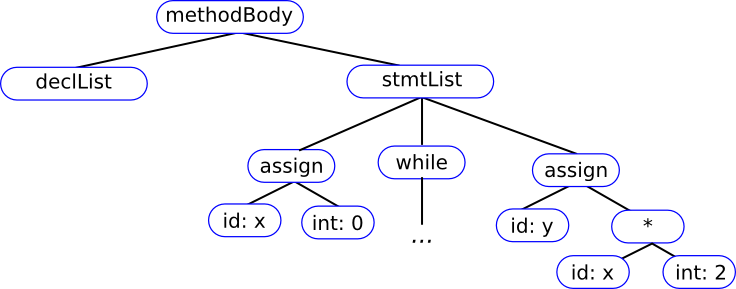 methodBody
declList
stmtList
assign
while
assign
id: x
int: 0
...
id: y
*
id: x
int: 2